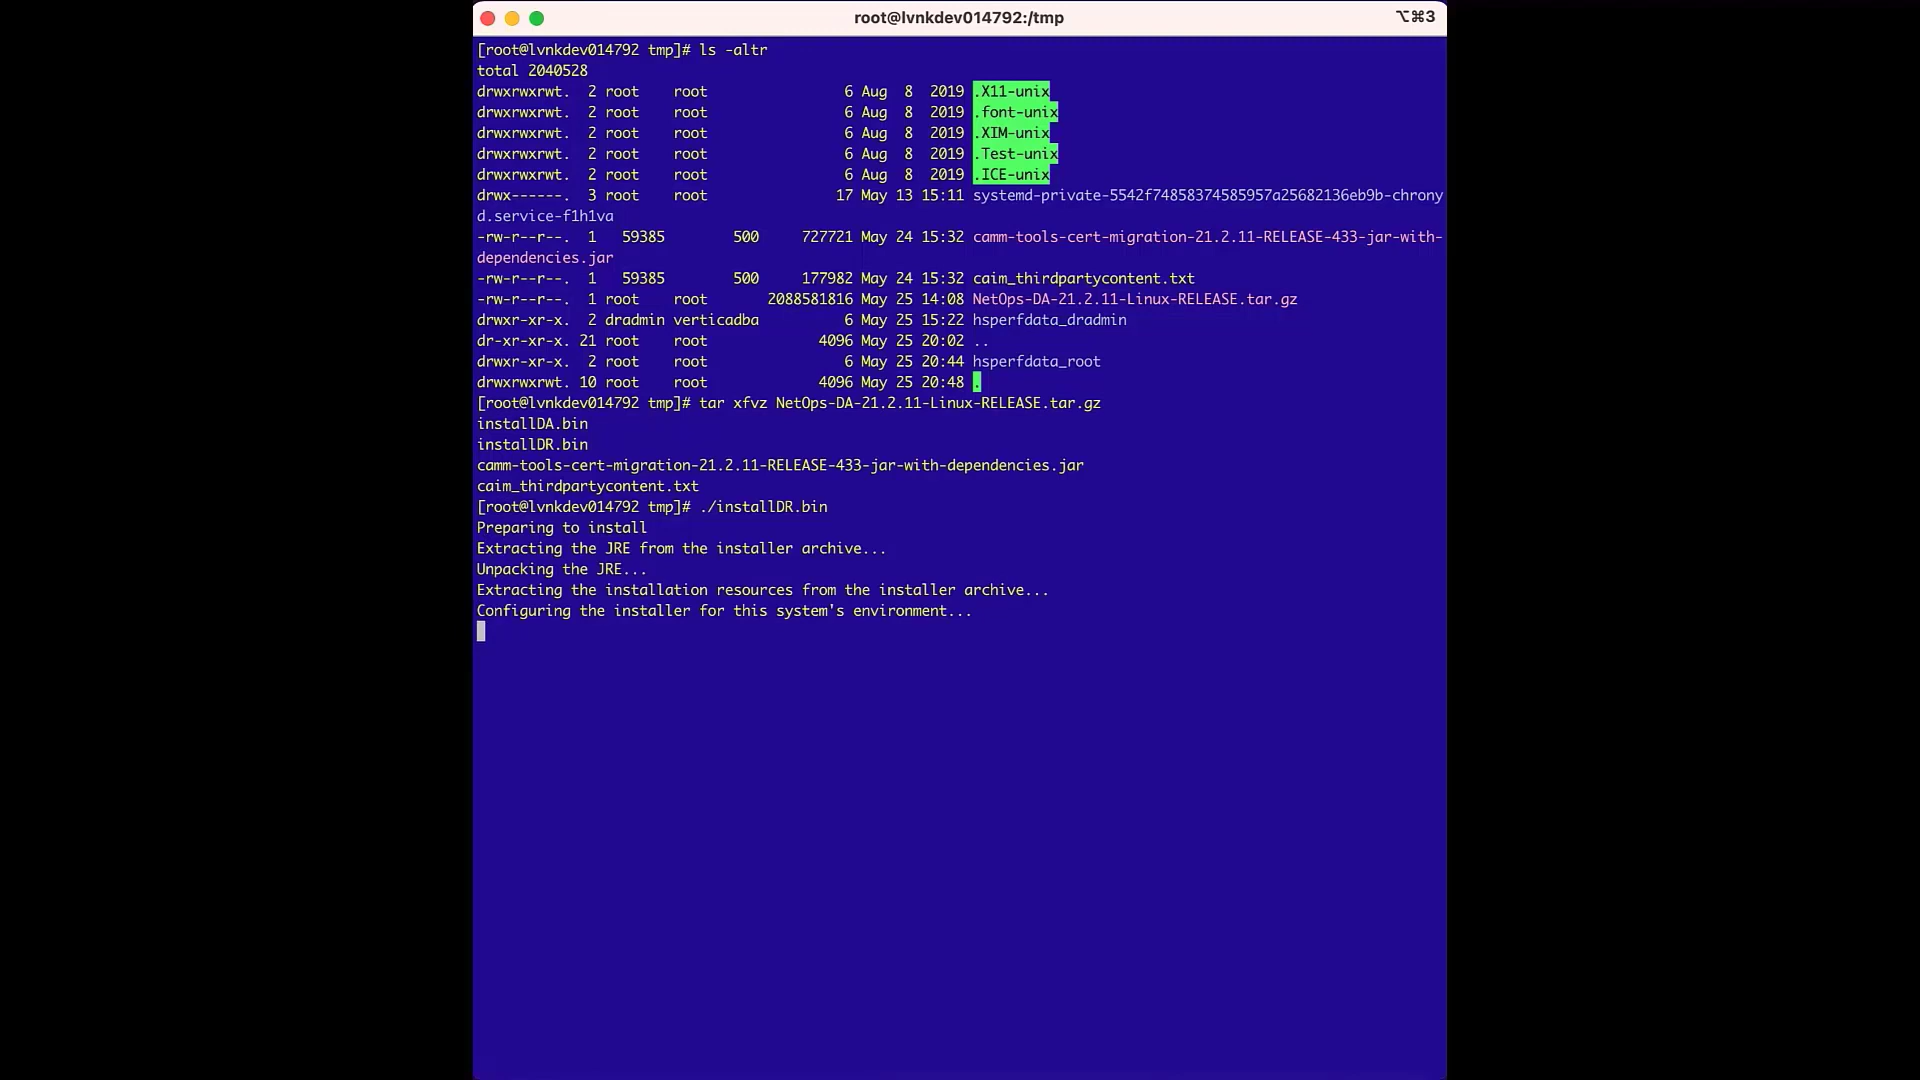 root@lvnkdev014792:/tmp
⌥⌘3
[root@lvnkdev014792 tmp]# ls -altr
total 2040528
drwxrwxrwt.  2 root    root                6 Aug  8  2019 .X11-unix
drwxrwxrwt.  2 root    root                6 Aug  8  2019 .font-unix
drwxrwxrwt.  2 root    root                6 Aug  8  2019 .XIM-unix
drwxrwxrwt.  2 root    root                6 Aug  8  2019 .Test-unix
drwxrwxrwt.  2 root    root                6 Aug  8  2019 .ICE-unix
drwx------.  3 root    root               17 May 13 15:11 systemd-private-5542f74858374585957a25682136eb9b-chrony
d.service-f1h1va
-rw-r--r--.  1   59385        500     727721 May 24 15:32 camm-tools-cert-migration-21.2.11-RELEASE-433-jar-with-
dependencies.jar
-rw-r--r--.  1   59385        500     177982 May 24 15:32 caim_thirdpartycontent.txt
-rw-r--r--.  1 root    root       2088581816 May 25 14:08 NetOps-DA-21.2.11-Linux-RELEASE.tar.gz
drwxr-xr-x.  2 dradmin verticadba          6 May 25 15:22 hsperfdata_dradmin
dr-xr-xr-x. 21 root    root             4096 May 25 20:02 ..
drwxr-xr-x.  2 root    root                6 May 25 20:44 hsperfdata_root
drwxrwxrwt. 10 root    root             4096 May 25 20:48 .
[root@lvnkdev014792 tmp]# tar xfvz NetOps-DA-21.2.11-Linux-RELEASE.tar.gz
installDA.bin
installDR.bin
camm-tools-cert-migration-21.2.11-RELEASE-433-jar-with-dependencies.jar
caim_thirdpartycontent.txt
[root@lvnkdev014792 tmp]# ./installDR.bin
Preparing to install
Extracting the JRE from the installer archive...
Unpacking the JRE...
Extracting the installation resources from the installer archive...
Configuring the installer for this system's environment...